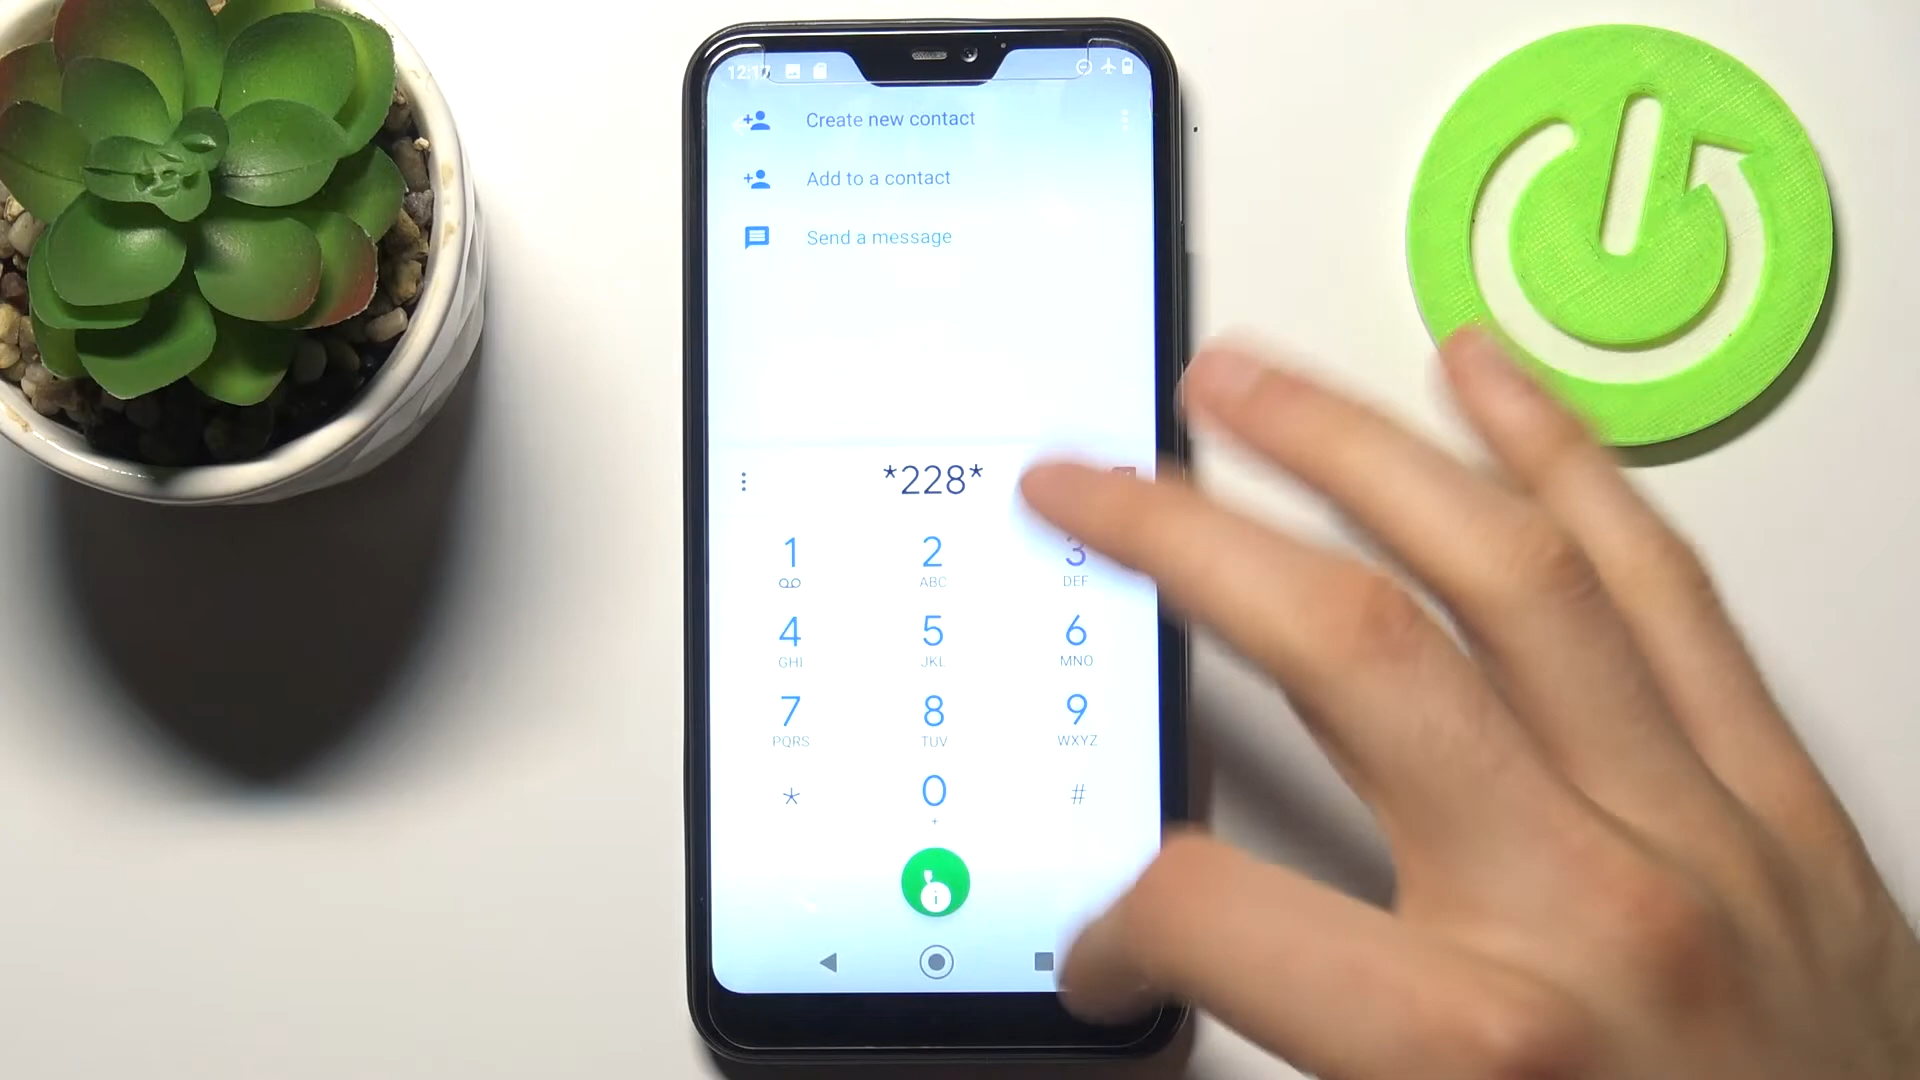 Create new contact
Add to a contact
Send a message
*228*
1 2 3
ABC DEF
4 5 6
GHI JKL MNO
7 8 9
PQRS TUV WXYZ
* 0 #
+